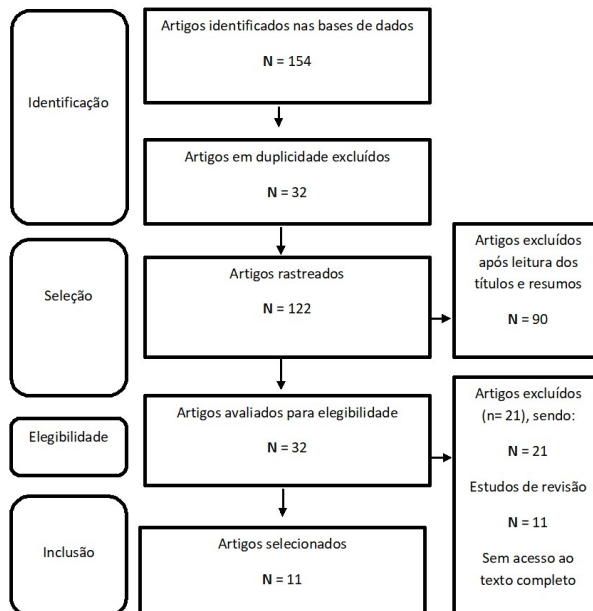 Identificação
Artigos identificados nas bases de dados
N = 154
Artigos em duplicidade excluídos
N = 32
Seleção
Artigos rastreados
N = 122
Artigos excluídos
após leitura dos
títulos e resumos
N = 90
Elegibilidade
Artigos avaliados para elegibilidade
N = 32
Artigos excluídos
(n= 21), sendo:
N = 21
Estudos de revisão
N = 11
Sem acesso ao
texto completo
Inclusão
Artigos selecionados
N = 11